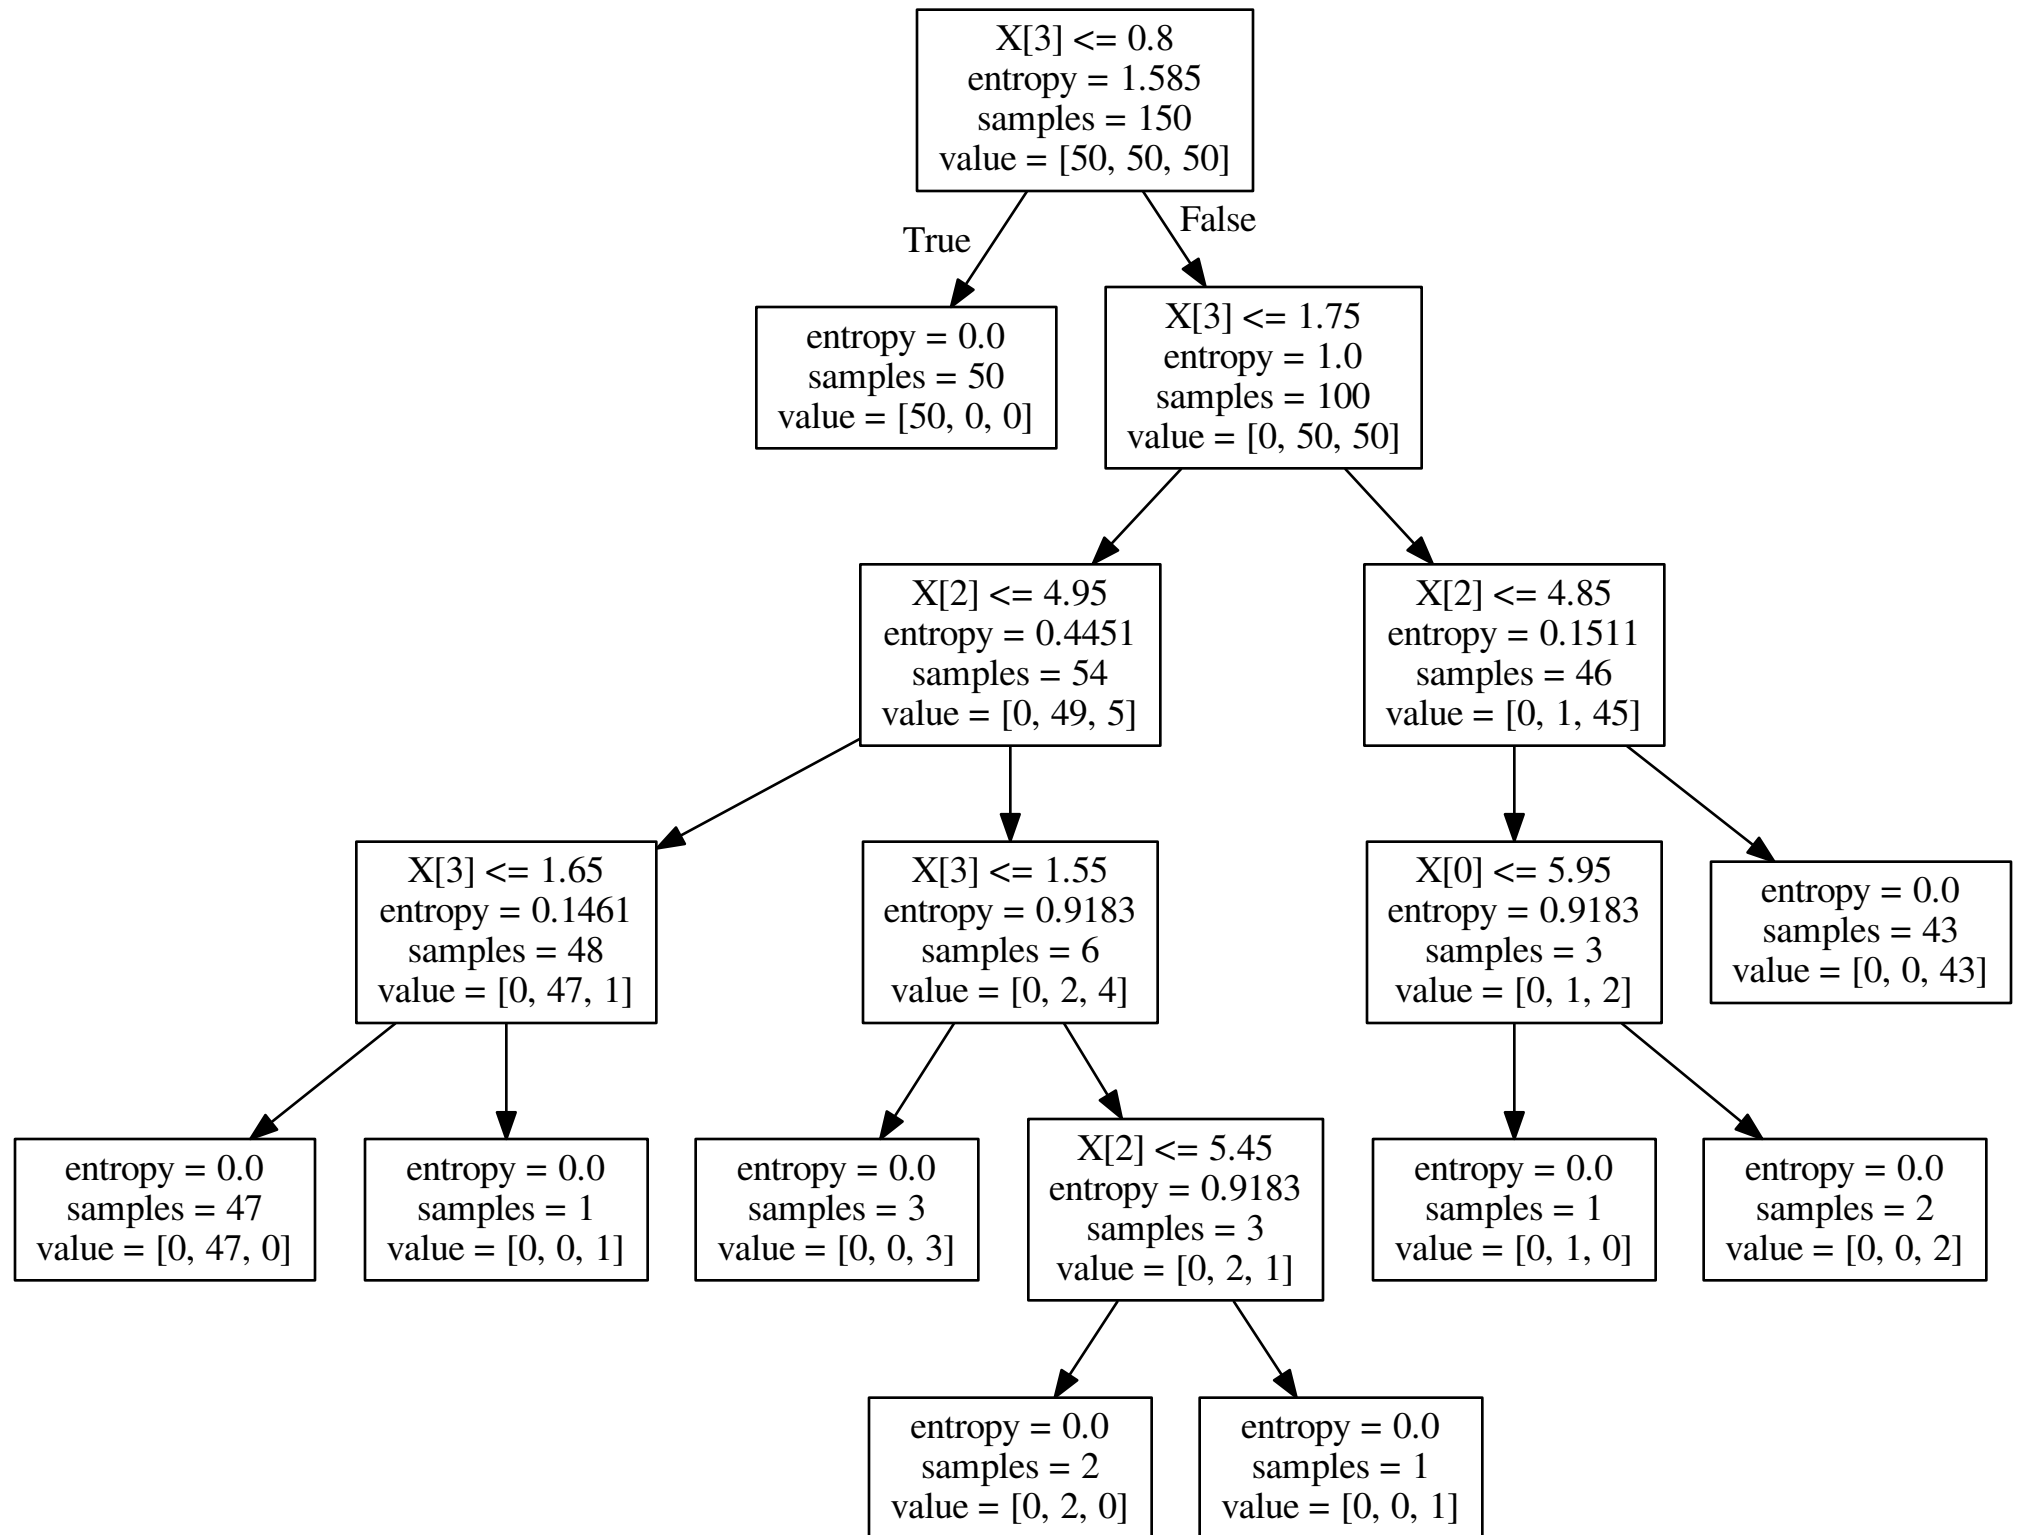 X[3] <= 0.8
entropy = 1.585
samples = 150
value = [50, 50, 50]
True
False
entropy = 0.0
samples = 50
value = [50, 0, 0]
X[3] <= 1.75
entropy = 1.0
samples = 100
value = [0, 50, 50]
X[2] <= 4.95
entropy = 0.4451
samples = 54
value = [0, 49, 5]
X[2] <= 4.85
entropy = 0.1511
samples = 46
value = [0, 1, 45]
X[3] <= 1.65
entropy = 0.1461
samples = 48
value = [0, 47, 1]
X[3] <= 1.55
entropy = 0.9183
samples = 6
value = [0, 2, 4]
X[0] <= 5.95
entropy = 0.9183
samples = 3
value = [0, 1, 2]
entropy = 0.0
samples = 43
value = [0, 0, 43]
entropy = 0.0
samples = 47
value = [0, 47, 0]
entropy = 0.0
samples = 1
value = [0, 0, 1]
entropy = 0.0
samples = 3
value = [0, 0, 3]
X[2] <= 5.45
entropy = 0.9183
samples = 3
value = [0, 2, 1]
entropy = 0.0
samples = 1
value = [0, 1, 0]
entropy = 0.0
samples = 2
value = [0, 0, 2]
entropy = 0.0
samples = 2
value = [0, 2, 0]
entropy = 0.0
samples = 1
value = [0, 0, 1]